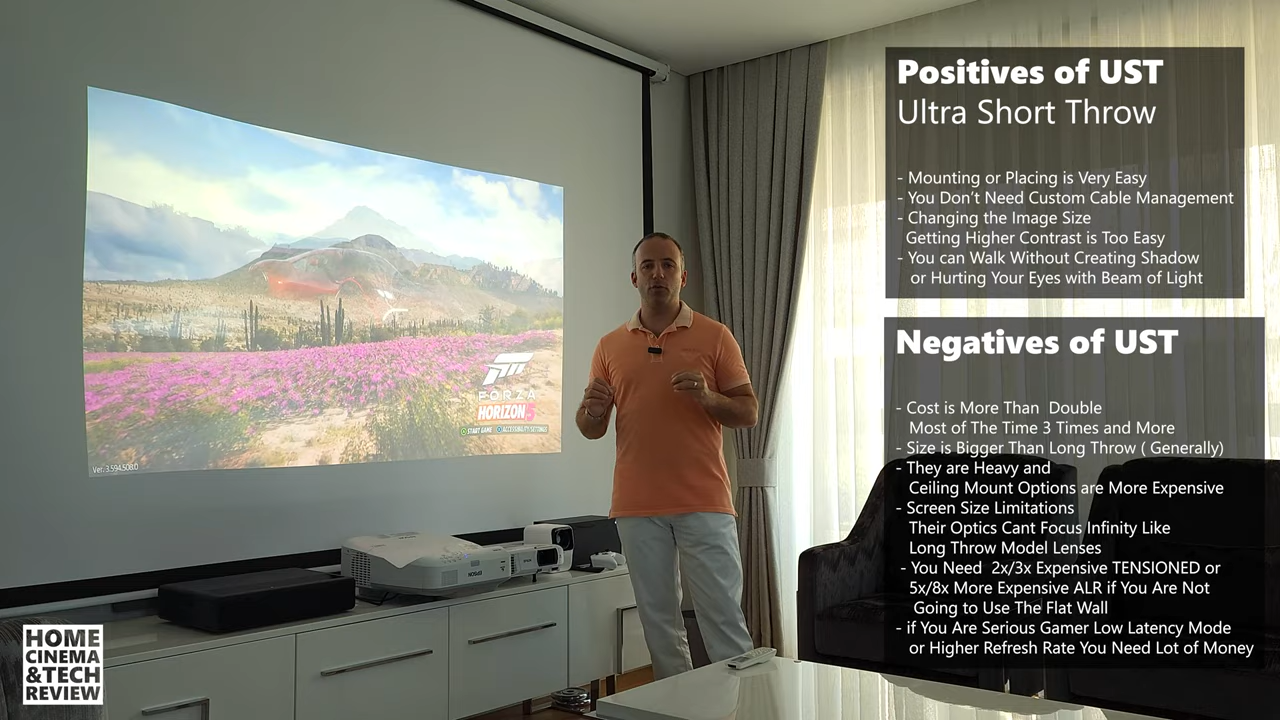 Positives of UST
Ultra Short Throw
- Mounting or Placing is Very Easy
- You Don't Need Custom Cable Management
- Changing the Image Size
Getting Higher Contrast is Too Easy
- You can Walk Without Creating Shadow
or Hurting Your Eyes with Beam of Light
Negatives of UST
- Cost is More Than Double
Most of The Time 3 Times and More
- Size is Bigger Than Long Throw ( Generally)
- They are Heavy and
Ceiling Mount Options are More Expensive
- Screen Size Limitations
Their Optics Cant Focus Infinity Like
Long Throw Model Lenses
- You Need 2x/3x Expensive TENSIONED or
5x/8x More Expensive ALR if You Are Not
Going to Use The Flat Wall
- if You Are Serious Gamer Low Latency Mode
or Higher Refresh Rate You Need Lot of Money
FORZA
HORIZON 5
START GAME ACCESSIBILITY SETTINGS
Ver. 3.594.508.0
EPSON
EPSON
HOME
CINEMA
&TECH
REVIEW